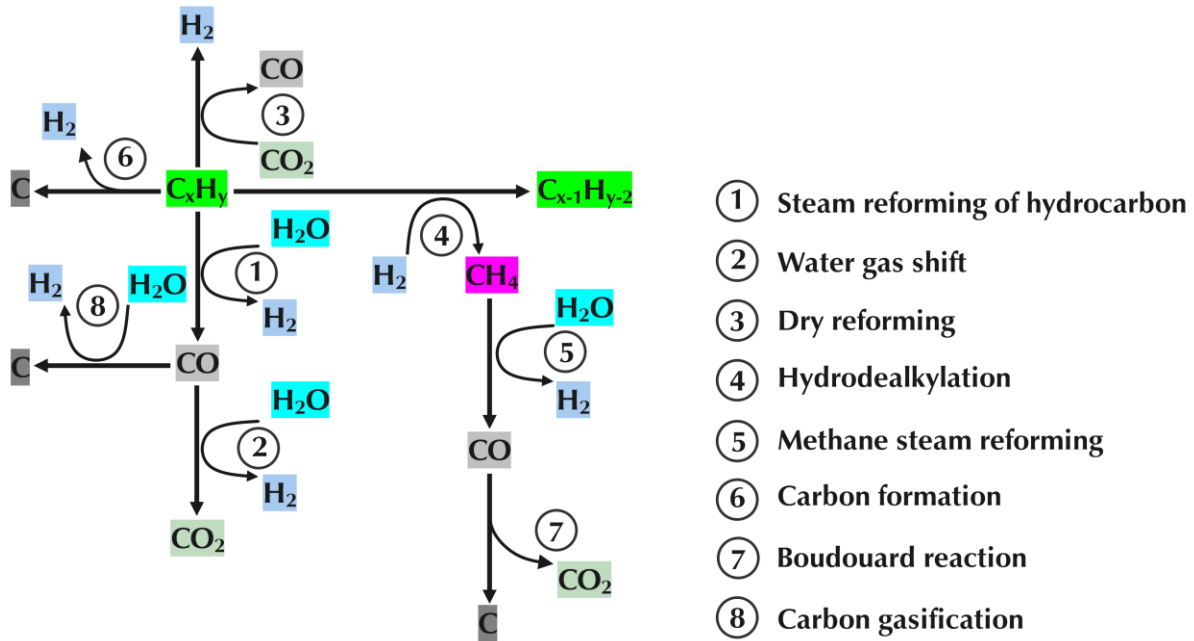 H₂
CO
③
CO₂
H₂
⑥
C
CₓHᵧ
Cₓ₋₁Hᵧ₋₂
H₂O
①
H₂
④
H₂
CH₄
H₂
⑧
H₂O
C
CO
H₂O
⑤
H₂
H₂O
②
H₂
CO₂
CO
⑦
CO₂
C
① Steam reforming of hydrocarbon
② Water gas shift
③ Dry reforming
④ Hydrodealkylation
⑤ Methane steam reforming
⑥ Carbon formation
⑦ Boudouard reaction
⑧ Carbon gasification